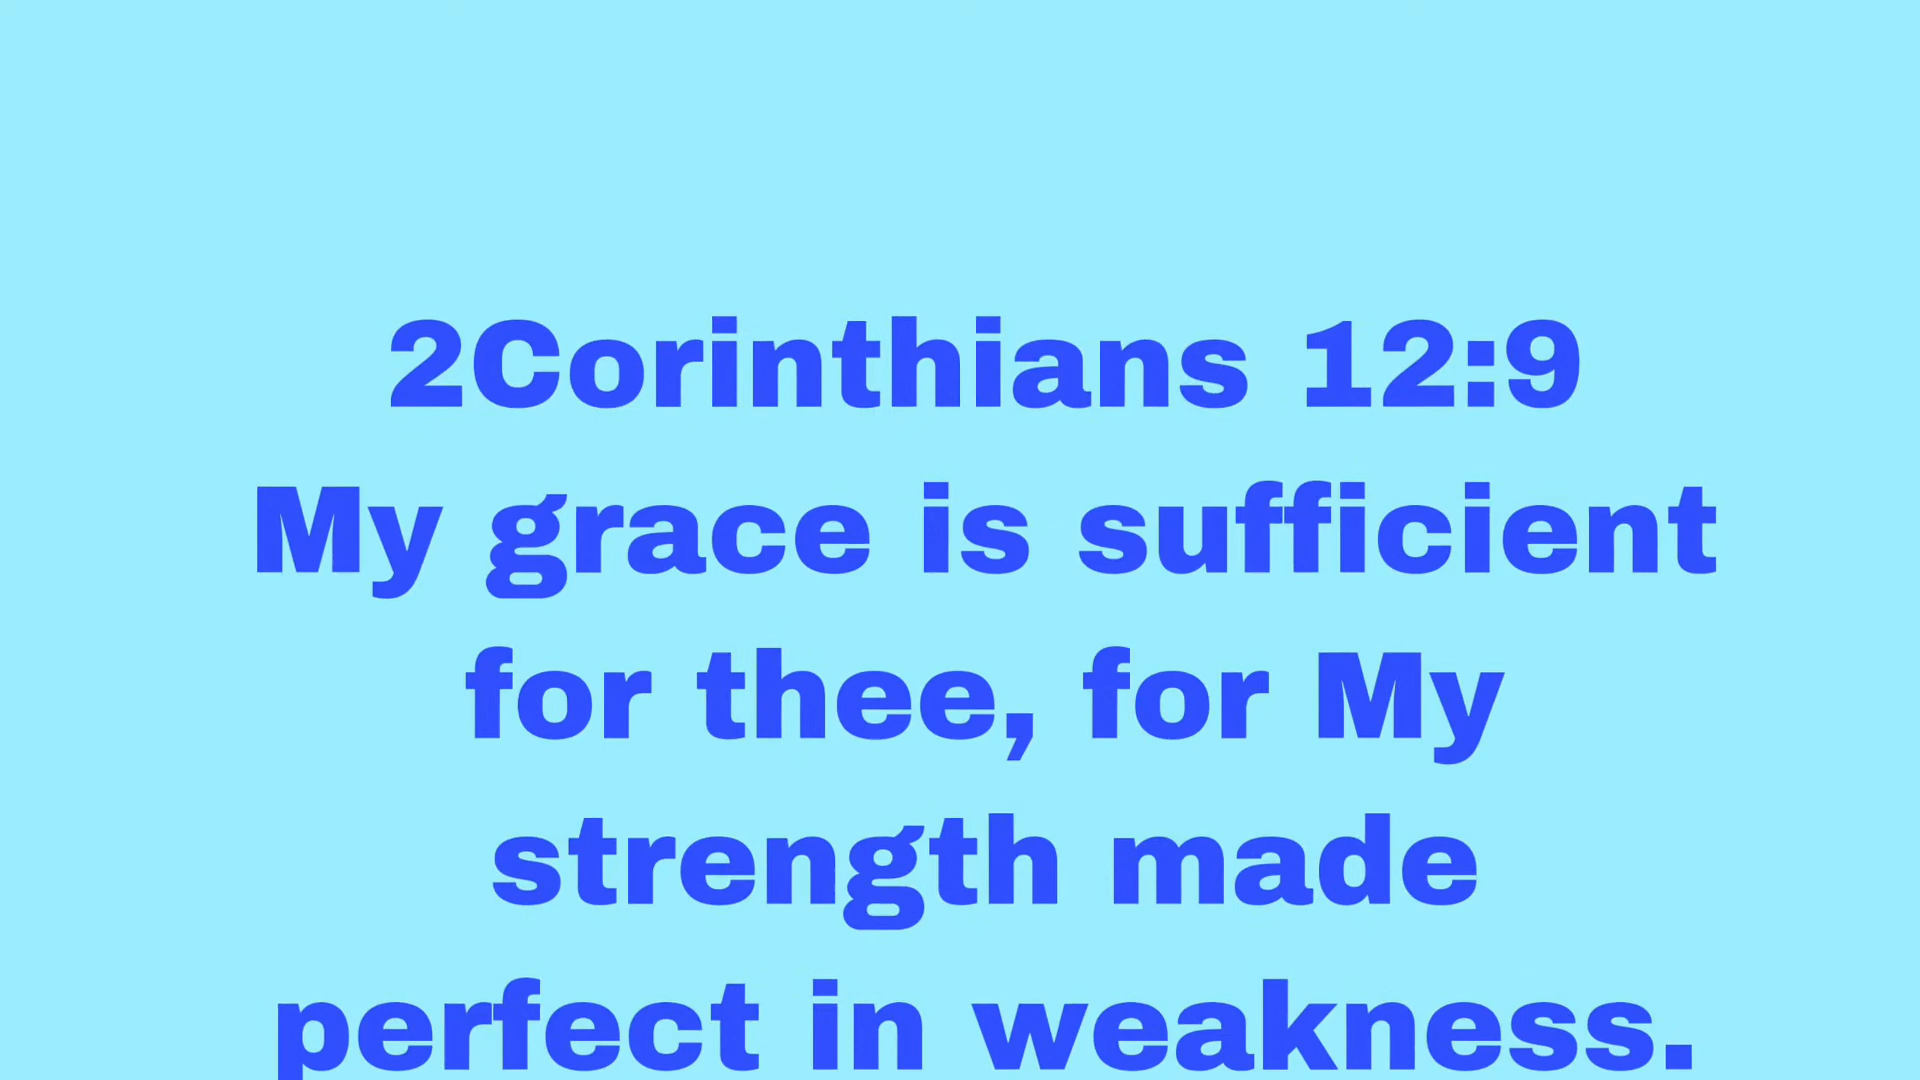 2Corinthians 12:9
My grace is sufficient
for thee, for My
strength made
perfect in weakness.